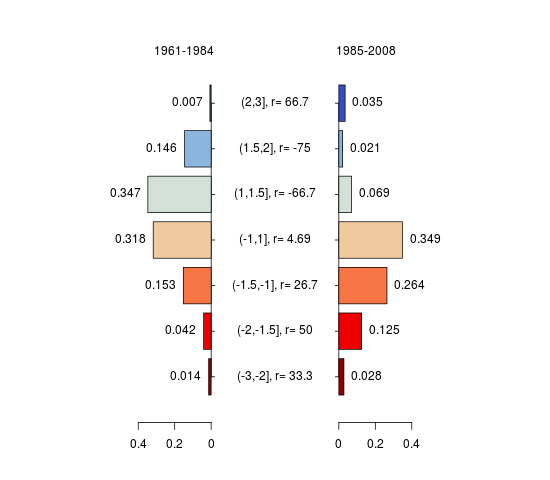 1961-1984 1985-2008
0.007 (2,3], r= 66.7 0.035
0.146 (1.5,2], r= -75 0.021
0.347 (1,1.5], r= -66.7 0.069
0.318 (-1,1], r= 4.69 0.349
0.153 (-1.5,-1], r= 26.7 0.264
0.042 (-2,-1.5], r= 50 0.125
0.014 (-3,-2], r= 33.3 0.028
0.4 0.2 0 0 0.2 0.4